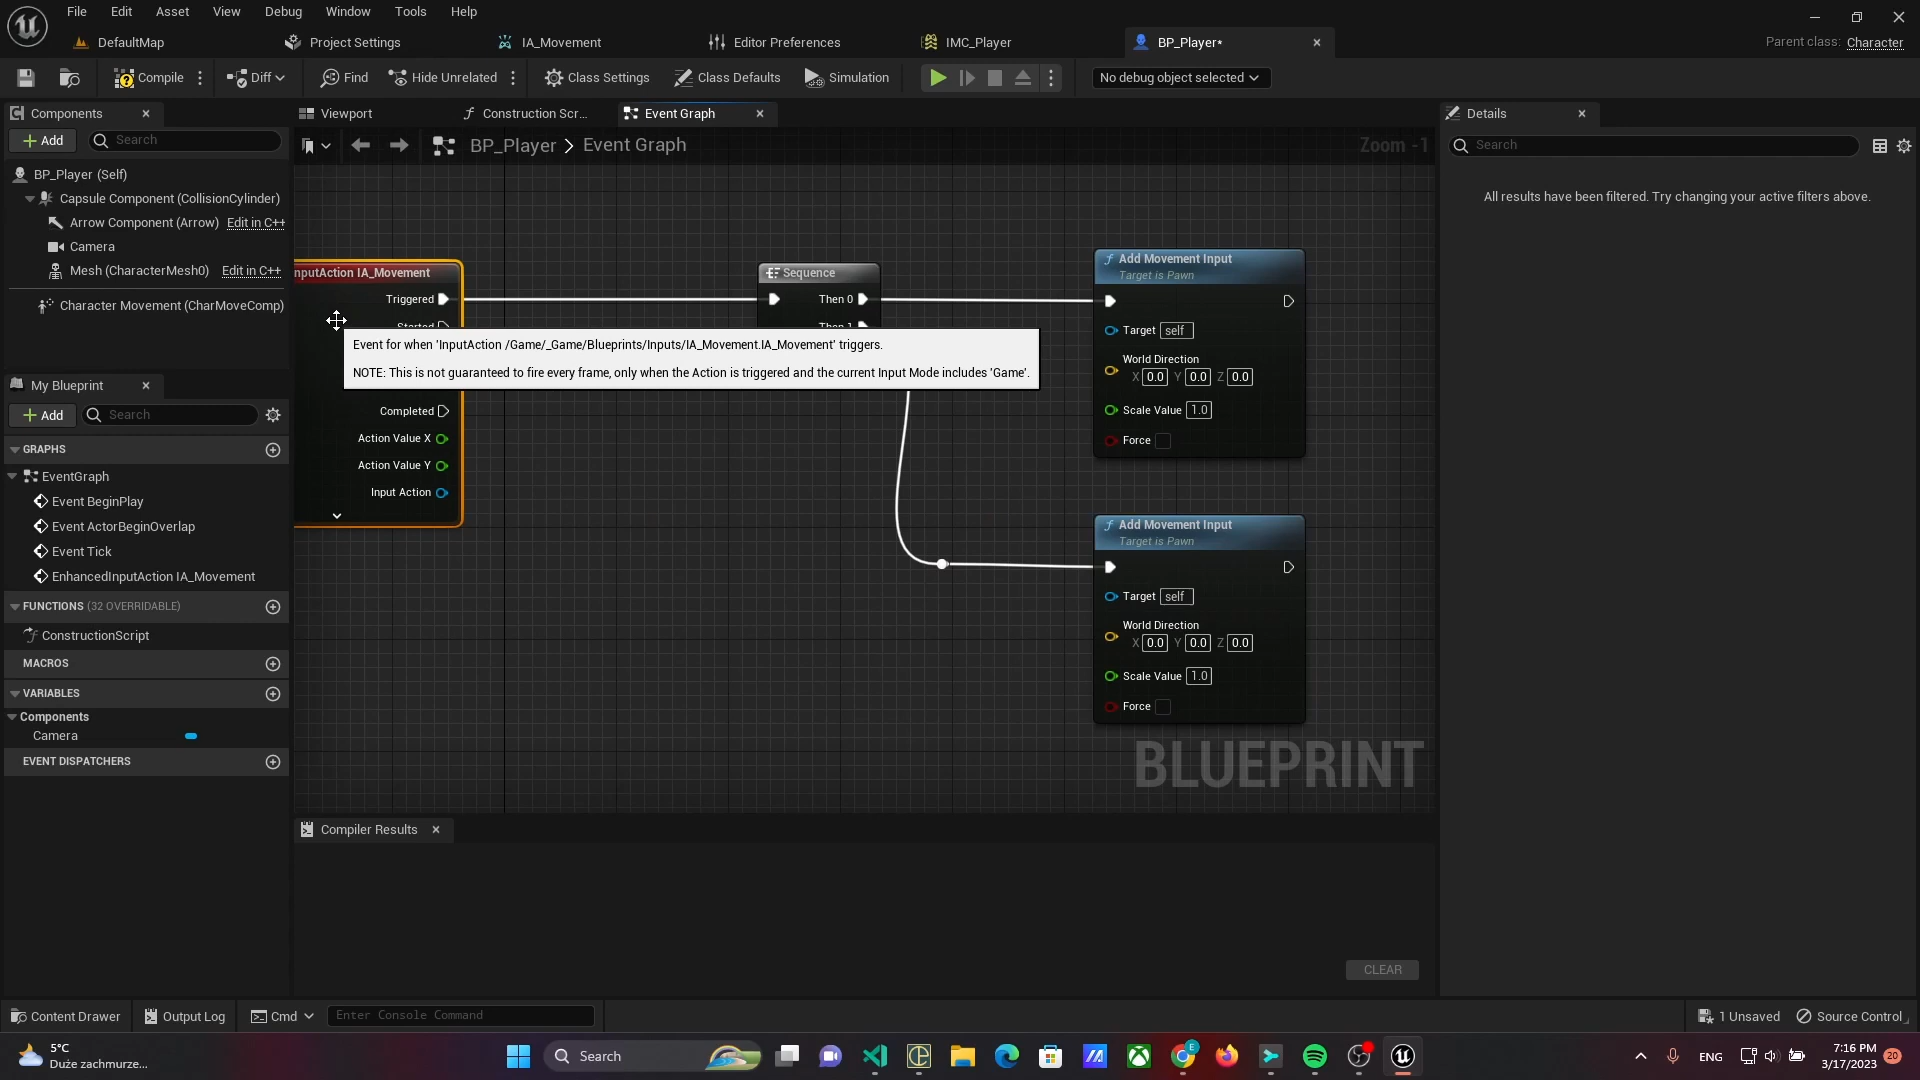 File Edit Asset View Debug Window Tools Help
DefaultMap Project Settings IA_Movement Editor Preferences IMC_Player BP_Player* Parent class: Character
Compile Diff Find Hide Unrelated Class Settings Class Defaults Simulation No debug object selected
Components Viewport Construction Scr... Event Graph Details
Add Search BP_Player > Event Graph Zoom -1 Search
BP_Player (Self)
Capsule Component (CollisionCylinder)
Arrow Component (Arrow) Edit in C++
Camera
Mesh (CharacterMesh0) Edit in C++
Character Movement (CharMoveComp)
All results have been filtered. Try changing your active filters above.
nputAction IA_Movement
Triggered
Started
Completed
Action Value X
Action Value Y
Input Action
Sequence
Then 0
Then 1
Event for when 'InputAction /Game/_Game/Blueprints/Inputs/IA_Movement.IA_Movement' triggers.
NOTE: This is not guaranteed to fire every frame, only when the Action is triggered and the current Input Mode includes 'Game'.
Add Movement Input
Target is Pawn
Target self
World Direction
X 0.0 Y 0.0 Z 0.0
Scale Value 1.0
Force
Add Movement Input
Target is Pawn
Target self
World Direction
X 0.0 Y 0.0 Z 0.0
Scale Value 1.0
Force
BLUEPRINT
My Blueprint
Add Search
GRAPHS
EventGraph
Event BeginPlay
Event ActorBeginOverlap
Event Tick
EnhancedInputAction IA_Movement
FUNCTIONS (32 OVERRIDABLE)
ConstructionScript
MACROS
VARIABLES
Components
Camera
EVENT DISPATCHERS
Compiler Results
CLEAR
Content Drawer Output Log Cmd Enter Console Command 1 Unsaved Source Control
5°C
Duże zachmurze...
Search
E
ENG
7:16 PM
3/17/2023
20